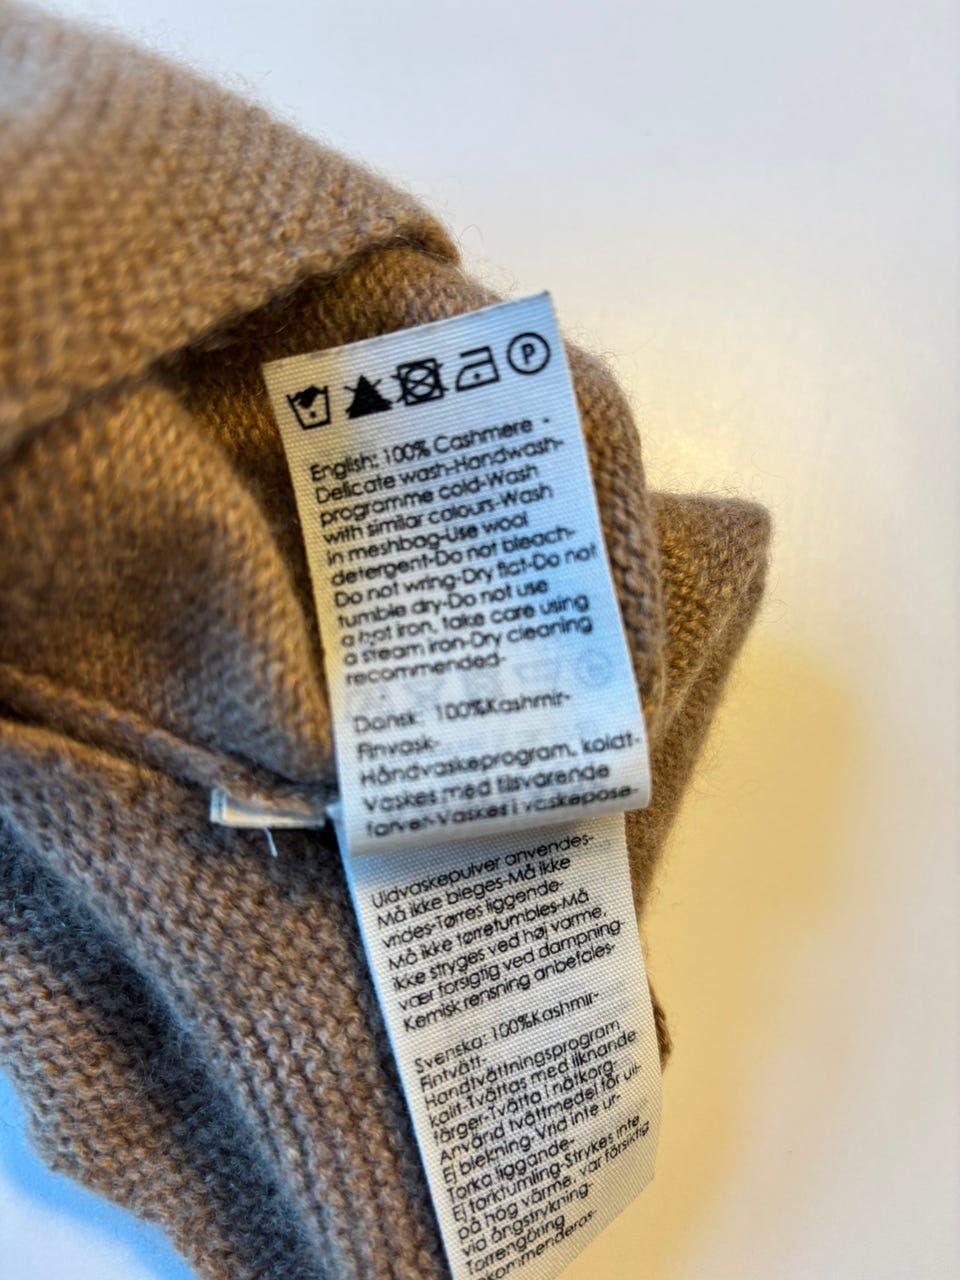 P
English: 100% Cashmere -
Delicate wash-Handwash-
programme cold-Wash
with similar colours-Wash
in meshbag-Use wool
detergent-Do not bleach-
Do not wring-Dry flat-Do not
tumble dry-Do not use
a hot iron, take care using
a steam iron-Dry cleaning
recommended-
Dansk: 100%Kashmir-
Finvask-
Håndvaskeprogram, koldt-
Vaskes med tilsvarende
farver-Vaskes i vaskepose-
Uldvaskepulver anvendes-
Må ikke bleges-Må ikke
vrides-Tørres liggende-
Må ikke tørretumbles-Må
ikke stryges ved høj varme,
vær forsigtig ved dampning-
Kemisk rensning anbefales-
Svenska: 100%Kashmir-
Fintvätt-
Handtvättningsprogram,
kallt-Tvättas med liknande
färger-Tvätta i nätkorg-
Använd tvättmedel för ull-
Ej blekning-Vrid inte ur-
Torka liggande-
Ej torktumling-Strykes inte
på hög värme, var försiktig
via ångstrykning-
Torrengöring
rekommenderas-